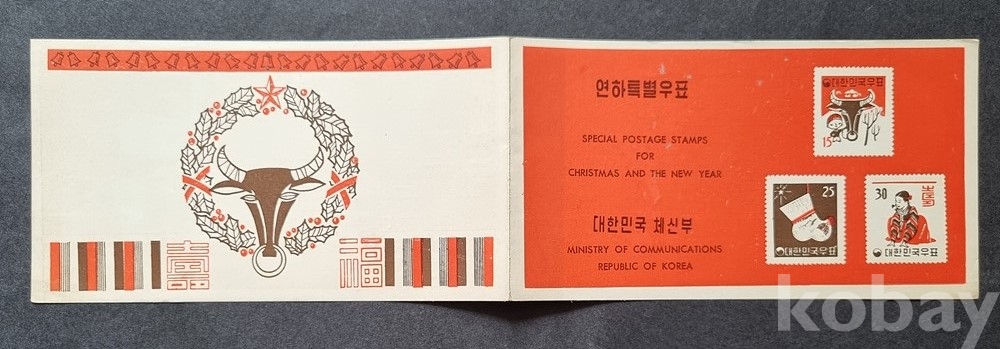 囍
福
연하특별우표
SPECIAL POSTAGE STAMPS
FOR
CHRISTMAS AND THE NEW YEAR
대한민국 체신부
MINISTRY OF COMMUNICATIONS
REPUBLIC OF KOREA
대한민국우표
15
25
대한민국우표
30
대한민국우표
kobay